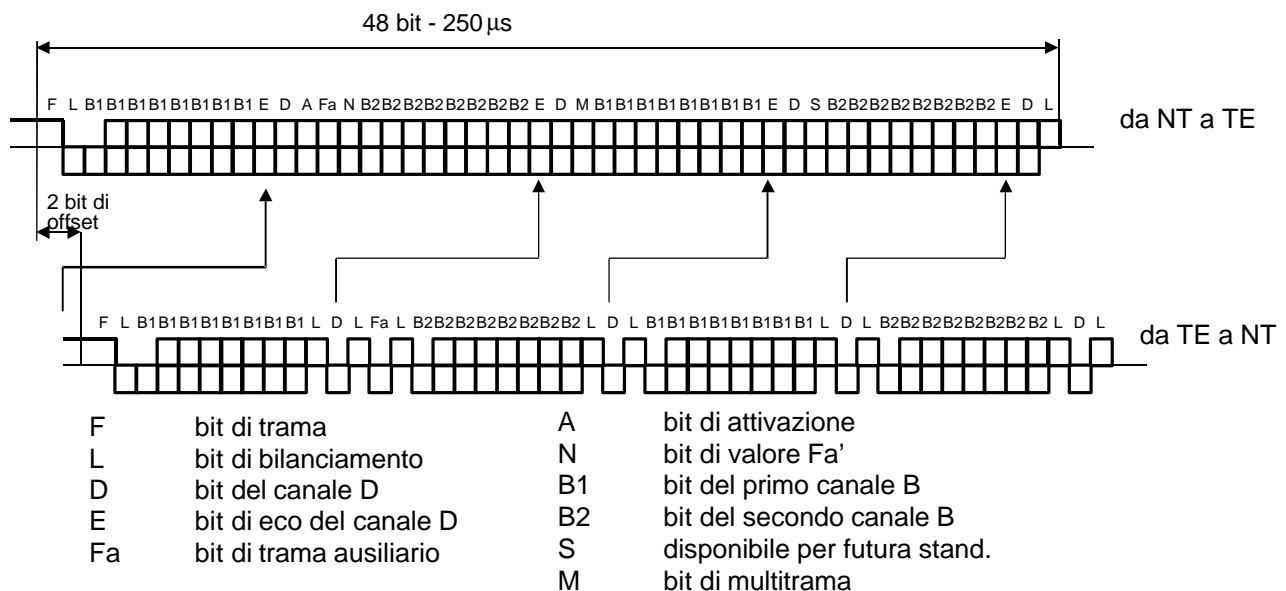 48 bit - 250 µs
F L B1B1B1B1B1B1B1B1 E D A Fa N B2B2B2B2B2B2B2B2 E D M B1B1B1B1B1B1B1B1 E D S B2B2B2B2B2B2B2B2 E D L
da NT a TE
2 bit di
offset
F L B1B1B1B1B1B1B1B1 L D L Fa L B2B2B2B2B2B2B2B2 L D L B1B1B1B1B1B1B1B1 L D L B2B2B2B2B2B2B2B2 L D L
da TE a NT
F bit di trama
L bit di bilanciamento
D bit del canale D
E bit di eco del canale D
Fa bit di trama ausiliario
A bit di attivazione
N bit di valore Fa’
B1 bit del primo canale B
B2 bit del secondo canale B
S disponibile per futura stand.
M bit di multitrama